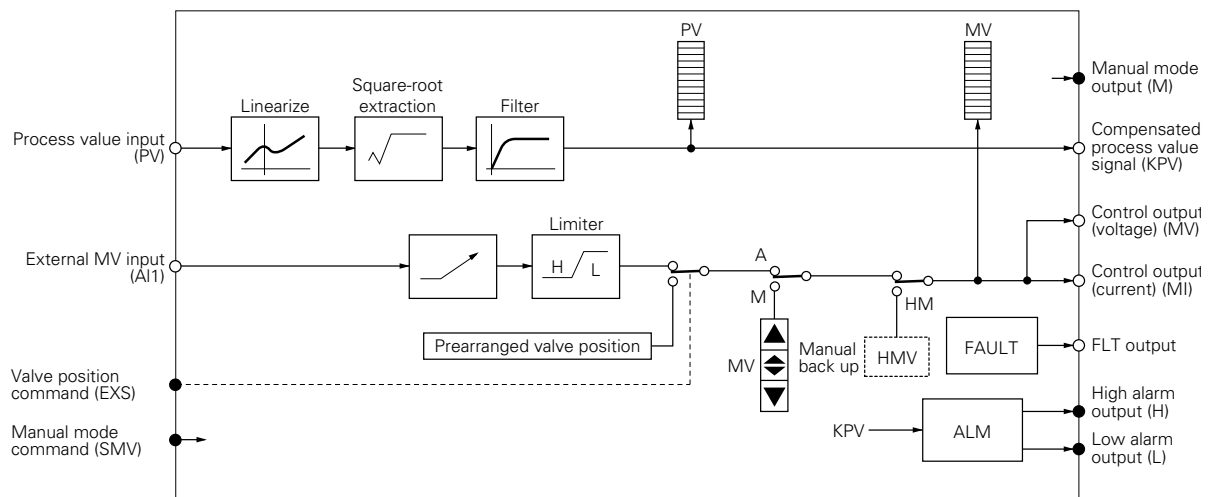 PV
MV
Manual mode
output (M)
Linearize
Square-root
extraction
Filter
Process value input
(PV)
Compensated
process value
signal (KPV)
Limiter
External MV input
(AI1)
H
L
A
M
HM
Control output
(voltage) (MV)
Control output
(current) (MI)
Prearranged valve position
MV
Manual
back up
HMV
FAULT
FLT output
Valve position
command (EXS)
Manual mode
command (SMV)
KPV
ALM
High alarm
output (H)
Low alarm
output (L)